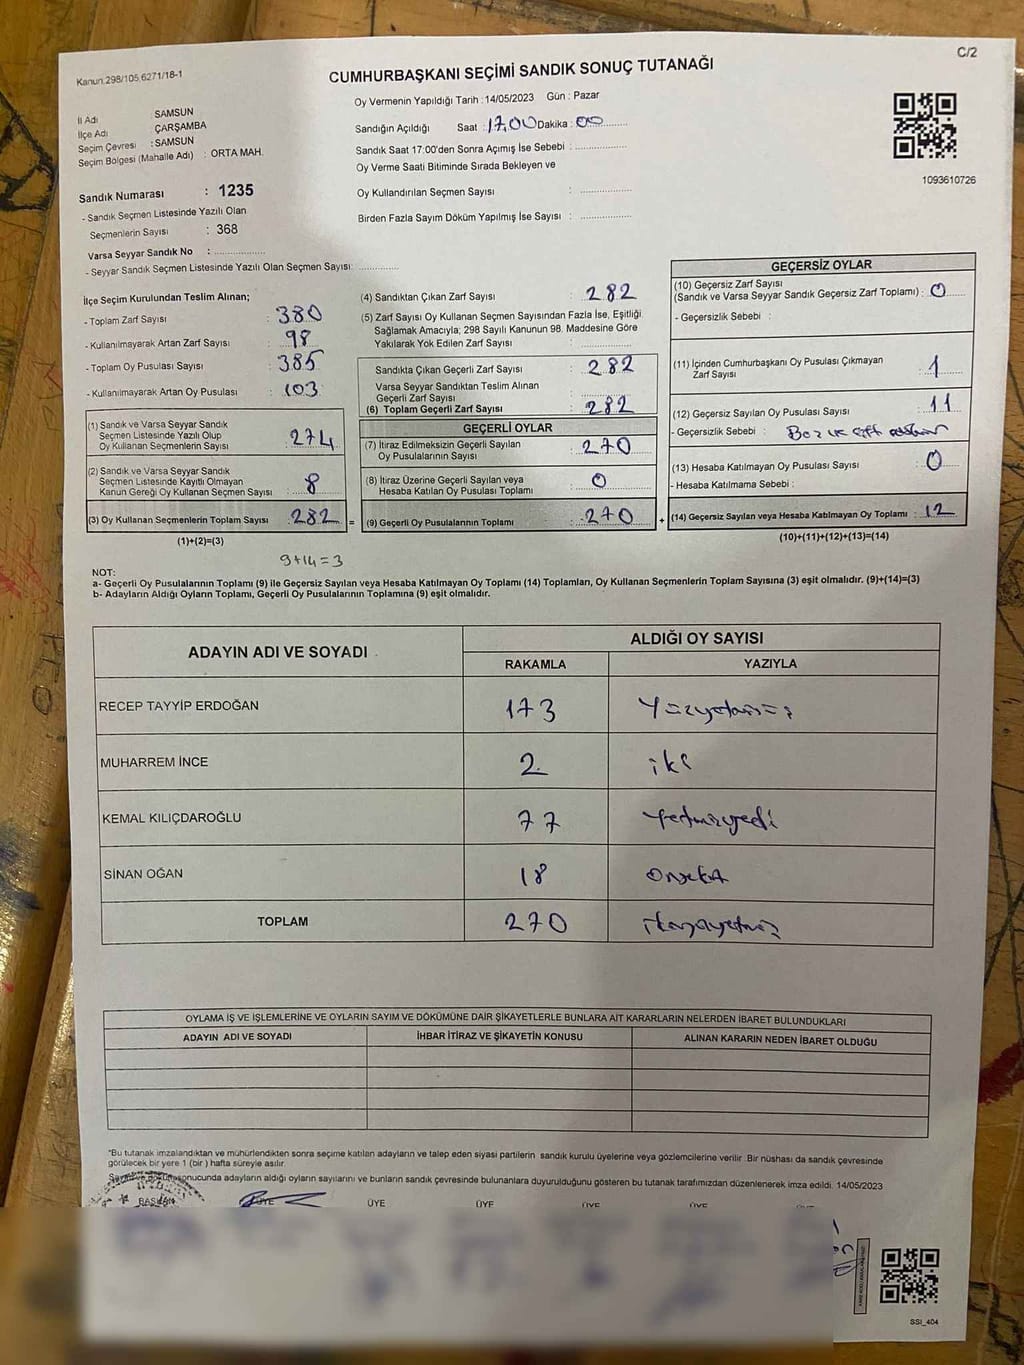 Kanun.298/105,6271/18-1
C/2
CUMHURBAŞKANI SEÇİMİ SANDIK SONUÇ TUTANAĞI
Oy Vermenin Yapıldığı Tarih : 14/05/2023 Gün : Pazar
İl Adı SAMSUN
İlçe Adı ÇARŞAMBA
Seçim Çevresi : SAMSUN
Seçim Bölgesi (Mahalle Adı) : ORTA MAH.
Sandığın Açıldığı Saat : 17,00 Dakika : 00
Sandık Saat 17:00'den Sonra Açımış İse Sebebi :
Oy Verme Saati Bitiminde Sırada Bekleyen ve
Oy Kullandırılan Seçmen Sayısı :
Birden Fazla Sayım Döküm Yapılmış İse Sayısı :
1093610726
Sandık Numarası : 1235
- Sandık Seçmen Listesinde Yazılı Olan
Seçmenlerin Sayısı : 368
Varsa Seyyar Sandık No :
- Seyyar Sandık Seçmen Listesinde Yazılı Olan Seçmen Sayısı:
İlçe Seçim Kurulundan Teslim Alınan;
- Toplam Zarf Sayısı : 380
- Kullanılmayarak Artan Zarf Sayısı : 98
- Toplam Oy Pusulası Sayısı : 385
- Kullanılmayarak Artan Oy Pusulası : 103
(1) Sandık ve Varsa Seyyar Sandık
Seçmen Listesinde Yazılı Olup
Oy Kullanan Seçmenlerin Sayısı : 274
(2) Sandık ve Varsa Seyyar Sandık
Seçmen Listesinde Kayıtlı Olmayan
Kanun Gereği Oy Kullanan Seçmen Sayısı : 8
(3) Oy Kullanan Seçmenlerin Toplam Sayısı : 282 =
(1)+(2)=(3)
9+14=3
(4) Sandıktan Çıkan Zarf Sayısı : 282
(5) Zarf Sayısı Oy Kullanan Seçmen Sayısından Fazla İse, Eşitliği
Sağlamak Amacıyla; 298 Sayılı Kanunun 98. Maddesine Göre
Yakılarak Yok Edilen Zarf Sayısı :
Sandıkta Çıkan Geçerli Zarf Sayısı : 282
Varsa Seyyar Sandıktan Teslim Alınan
Geçerli Zarf Sayısı :
(6) Toplam Geçerli Zarf Sayısı : 282
GEÇERLİ OYLAR
(7) İtiraz Edilmeksizin Geçerli Sayılan
Oy Pusulalarının Sayısı : 270
(8) İtiraz Üzerine Geçerli Sayılan veya
Hesaba Katılan Oy Pusulası Toplamı : 0
(9) Geçerli Oy Pusulalarının Toplamı : 270 +
GEÇERSİZ OYLAR
(10) Geçersiz Zarf Sayısı
(Sandık ve Varsa Seyyar Sandık Geçersiz Zarf Toplamı) : 0
- Geçersizlik Sebebi :
(11) İçinden Cumhurbaşkanı Oy Pusulası Çıkmayan
Zarf Sayısı : 1
(12) Geçersiz Sayılan Oy Pusulası Sayısı : 11
- Geçersizlik Sebebi :
(13) Hesaba Katılmayan Oy Pusulası Sayısı : 0
- Hesaba Katılmama Sebebi :
(14) Geçersiz Sayılan veya Hesaba Katılmayan Oy Toplamı : 12
(10)+(11)+(12)+(13)=(14)
NOT:
a- Geçerli Oy Pusulalarının Toplamı (9) ile Geçersiz Sayılan veya Hesaba Katılmayan Oy Toplamı (14) Toplamları, Oy Kullanan Seçmenlerin Toplam Sayısına (3) eşit olmalıdır. (9)+(14)=(3)
b- Adayların Aldığı Oyların Toplamı, Geçerli Oy Pusulalarının Toplamına (9) eşit olmalıdır.
ADAYIN ADI VE SOYADI ALDIĞI OY SAYISI
RAKAMLA YAZIYLA
RECEP TAYYİP ERDOĞAN 173 Yüzyetmişüç
MUHARREM İNCE 2 iki
KEMAL KILIÇDAROĞLU 77 Yetmişyedi
SİNAN OĞAN 18 Onsekiz
TOPLAM 270 ikiyüzyetmiş
OYLAMA İŞ VE İŞLEMLERİNE VE OYLARIN SAYIM VE DÖKÜMÜNE DAİR ŞİKAYETLERLE BUNLARA AİT KARARLARIN NELERDEN İBARET BULUNDUKLARI
ADAYIN ADI VE SOYADI İHBAR İTİRAZ VE ŞİKAYETİN KONUSU ALINAN KARARIN NEDEN İBARET OLDUĞU
"Bu tutanak imzalandıktan ve mühürlendikten sonra seçime katılan adayların ve talep eden siyasi partilerin sandık kurulu üyelerine veya gözlemcilerine verilir. Bir nüshası da sandık çevresinde
görülecek bir yere 1 (bir ) hafta süreyle asılır.
sonucunda adayların aldığı oyların sayılarını ve bunların sandık çevresinde bulunanlara duyurulduğunu gösteren bu tutanak tarafımızdan düzenlenerek imza edildi. 14/05/2023
BAŞKAN ÜYE ÜYE ÜYE ÜYE ÜYE ÜYE
SSI_404